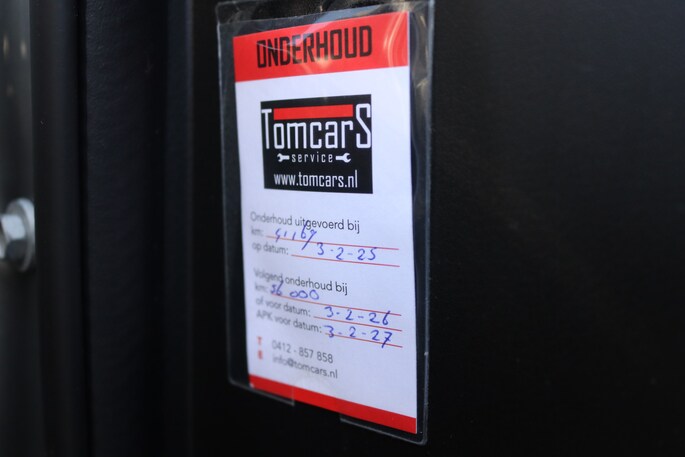 ONDERHOUD
TomcarS
service
www.tomcars.nl
Onderhoud uitgevoerd bij
km:
op datum: 3-2-25
Volgend onderhoud bij
km: 56 000
of voor datum: 3-2-26
APK voor datum: 3-2-27
T 0412 - 857 858
E info@tomcars.nl